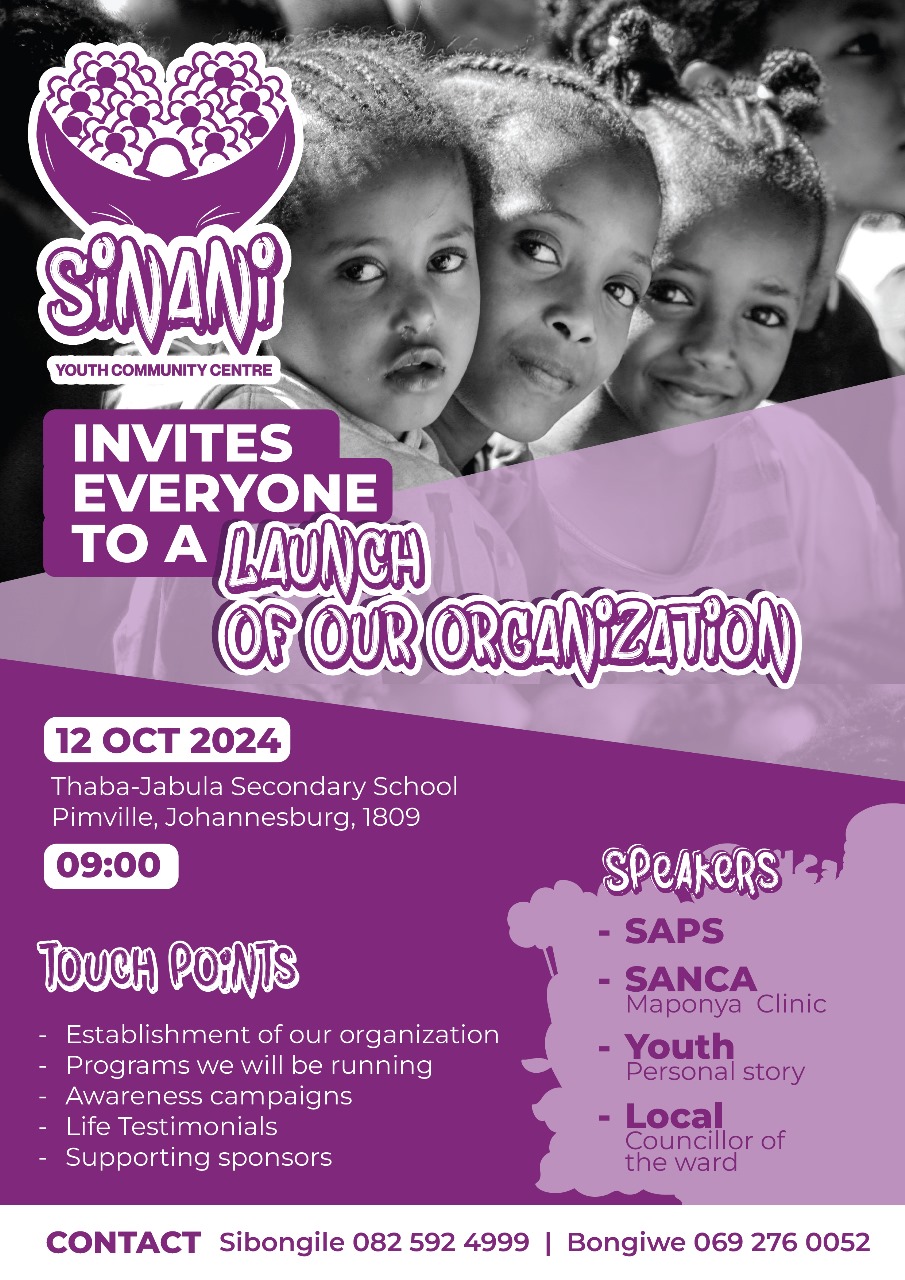 SiNANi
YOUTH COMMUNITY CENTRE
INVITES
EVERYONE
TO A LAUNCH
OF OUR ORGANiZATiON
12 OCT 2024
Thaba-Jabula Secondary School
Pimville, Johannesburg, 1809
09:00
TOUCH POiNTS
- Establishment of our organization
- Programs we will be running
- Awareness campaigns
- Life Testimonials
- Supporting sponsors
SPeAKeRS
- SAPS
- SANCA
Maponya Clinic
- Youth
Personal story
- Local
Councillor of
the ward
CONTACT Sibongile 082 592 4999 | Bongiwe 069 276 0052